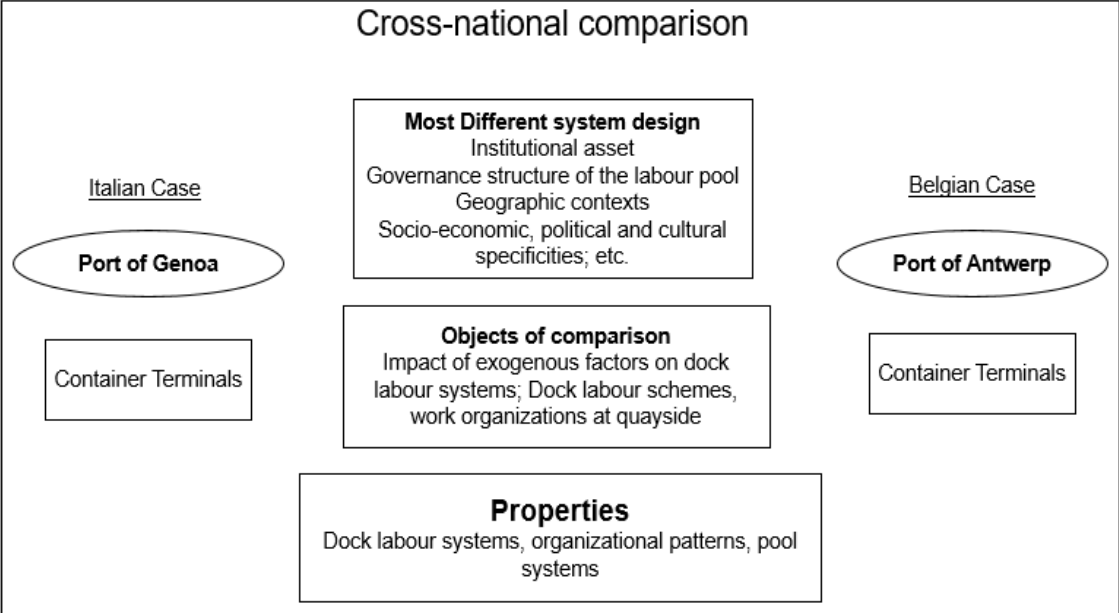 Cross-national comparison
Most Different system design
Institutional asset
Governance structure of the labour pool
Geographic contexts
Socio-economic, political and cultural
specificities; etc.
Italian Case
Port of Genoa
Container Terminals
Belgian Case
Port of Antwerp
Container Terminals
Objects of comparison
Impact of exogenous factors on dock
labour systems; Dock labour schemes,
work organizations at quayside
Properties
Dock labour systems, organizational patterns, pool
systems